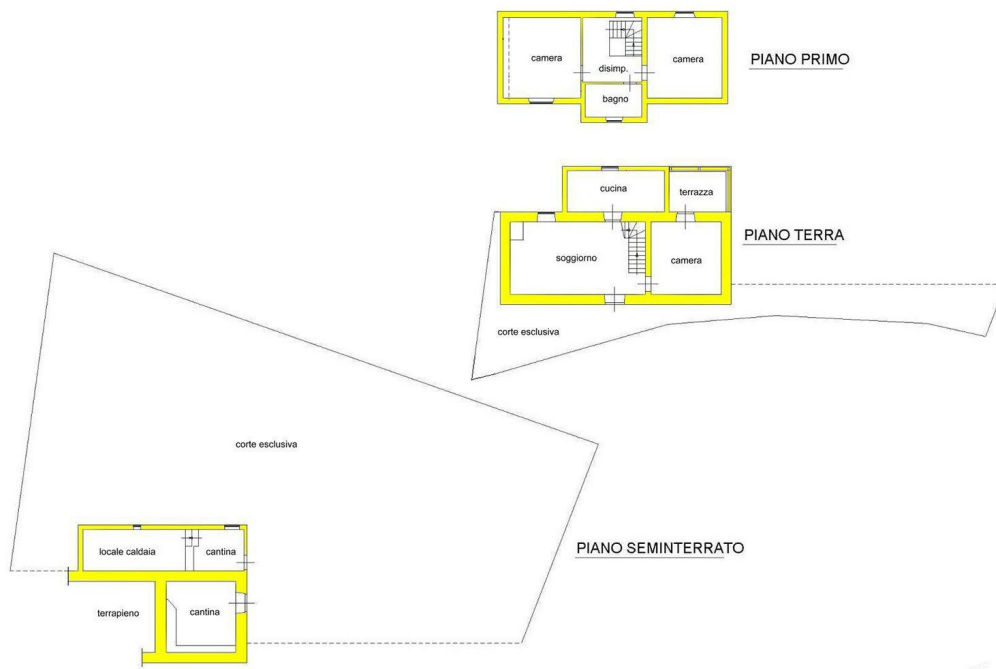 camera
disimp.
camera
bagno
PIANO PRIMO
cucina
terrazza
soggiorno
camera
PIANO TERRA
corte esclusiva
corte esclusiva
locale caldaia
cantina
PIANO SEMINTERRATO
terrapieno
cantina